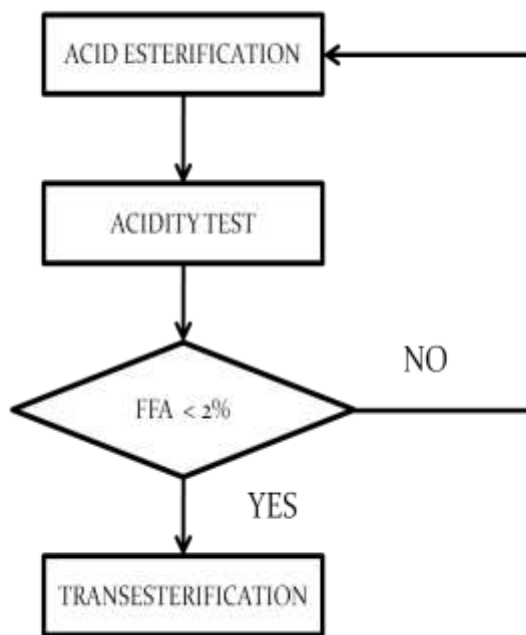 ACID ESTERIFICATION
ACIDITY TEST
FFA < 2%
NO
YES
TRANSESTERIFICATION